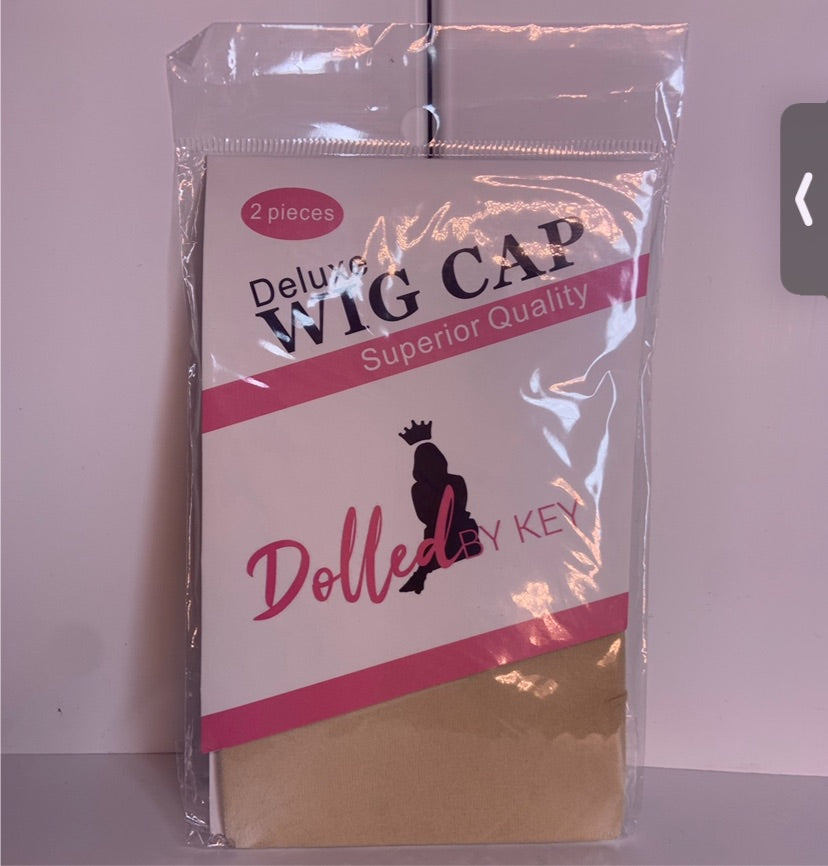 2 pieces
Deluxe
WIG CAP
Superior Quality
Dolled BY KEY